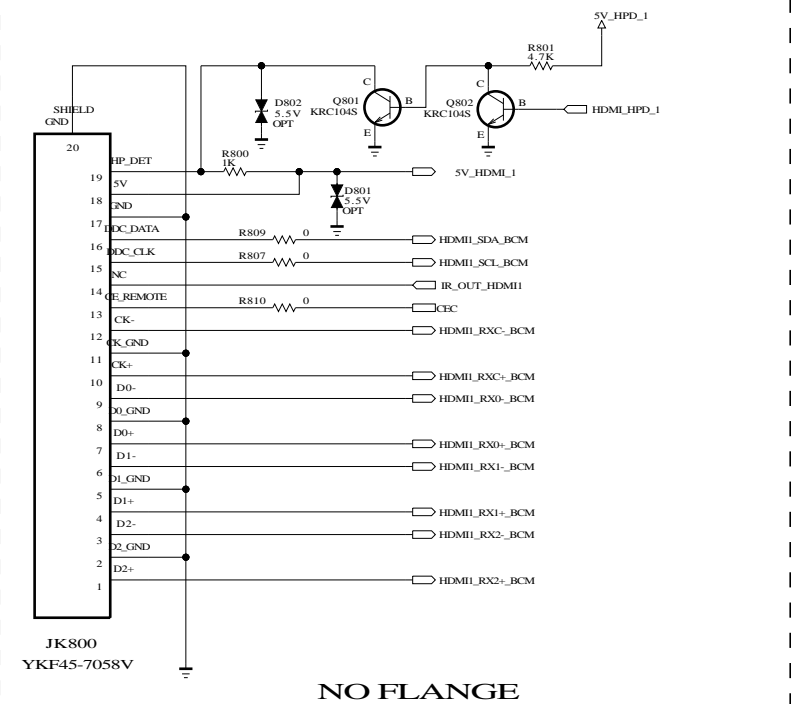 5V_HPD_1
R801
4.7K
C
C
SHIELD
D802
5.5V
OPT
Q801
KRC104S
B
Q802
KRC104S
B
HDMI_HPD_1
GND
E
E
20
HP_DET
R800
1K
19
5V
5V_HDMI_1
18
GND
D801
5.5V
OPT
17
DDC_DATA
R809
0
HDMI1_SDA_BCM
16
DDC_CLK
R807
0
HDMI1_SCL_BCM
15
NC
IR_OUT_HDMI1
14
CE_REMOTE
R810
0
CEC
13
CK-
HDMI1_RXC-_BCM
12
CK_GND
11
CK+
HDMI1_RXC+_BCM
10
D0-
HDMI1_RX0-_BCM
9
D0_GND
8
D0+
HDMI1_RX0+_BCM
7
D1-
HDMI1_RX1-_BCM
6
D1_GND
5
D1+
HDMI1_RX1+_BCM
4
D2-
HDMI1_RX2-_BCM
3
D2_GND
2
D2+
HDMI1_RX2+_BCM
1
JK800
YKF45-7058V
NO FLANGE